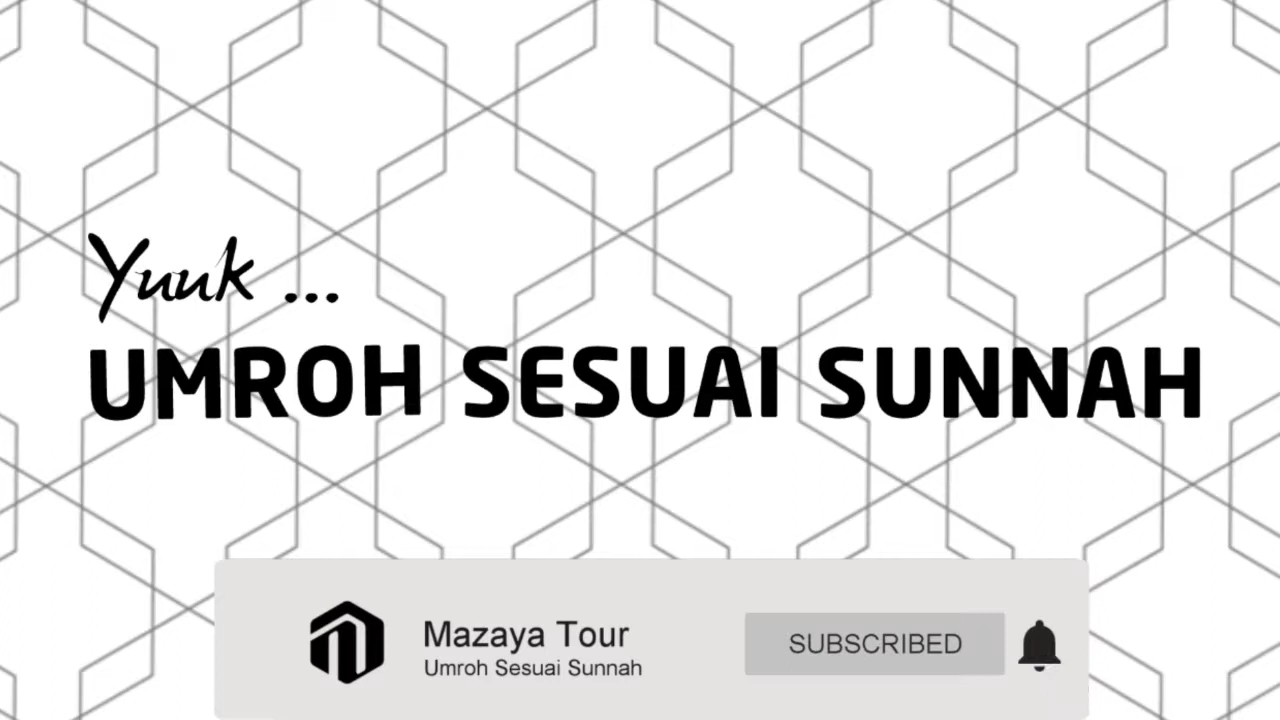 Yuuk ...
UMROH SESUAI SUNNAH
Mazaya Tour
Umroh Sesuai Sunnah
SUBSCRIBED